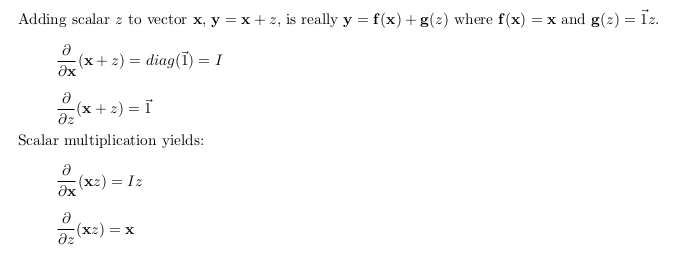 Adding scalar z to vector x, y = x + z, is really y = f(x) + g(z) where f(x) = x and g(z) = 1⃗z.
∂/∂x (x + z) = diag(1⃗) = I
∂/∂z (x + z) = 1⃗
Scalar multiplication yields:
∂/∂x (xz) = Iz
∂/∂z (xz) = x